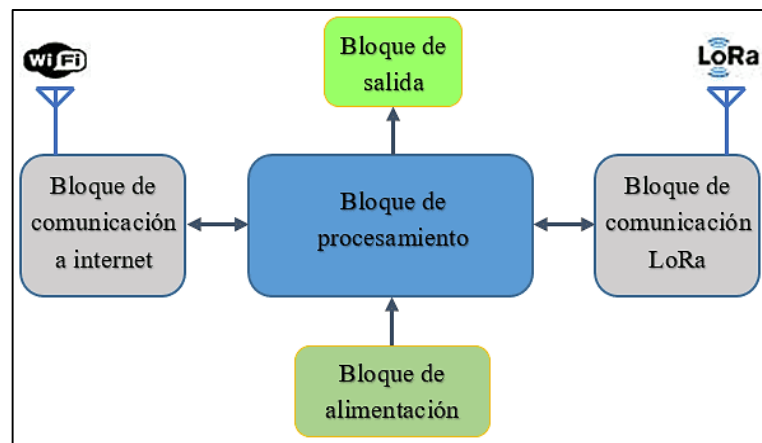 WiFi
LoRa
Bloque de
salida
Bloque de
comunicación
a internet
Bloque de
procesamiento
Bloque de
comunicación
LoRa
Bloque de
alimentación